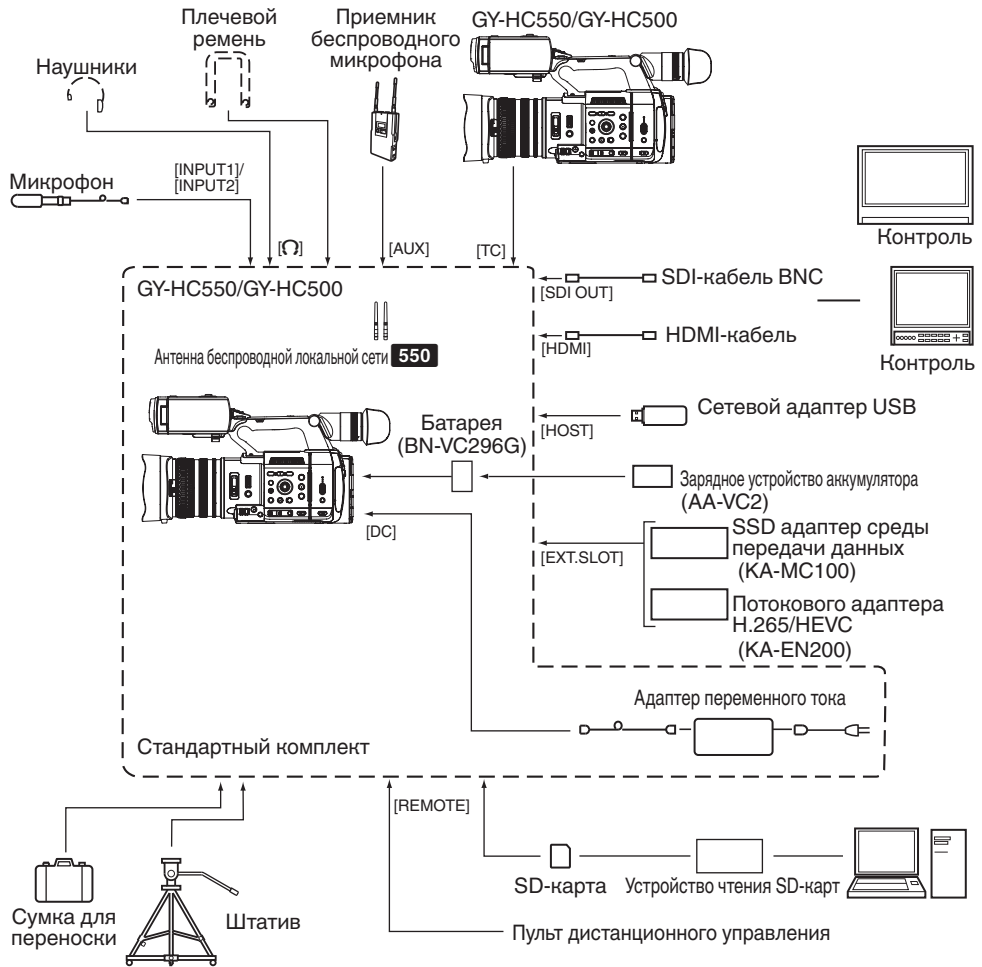 Плечевой
ремень
Приемник
беспроводного
микрофона
GY-HC550/GY-HC500
Наушники
Микрофон
[INPUT1]/
[INPUT2]
[AUX]
[TC]
Контроль
GY-HC550/GY-HC500
[SDI OUT]
SDI-кабель BNC
Антенна беспроводной локальной сети 550
[HDMI]
HDMI-кабель
Контроль
Батарея
(BN-VC296G)
[HOST]
Сетевой адаптер USB
Зарядное устройство аккумулятора
(AA-VC2)
[DC]
[EXT.SLOT]
SSD адаптер среды
передачи данных
(KA-MC100)
Потокового адаптера
H.265/HEVC
(KA-EN200)
Адаптер переменного тока
Стандартный комплект
[REMOTE]
Сумка для
переноски
Штатив
SD-карта
Устройство чтения SD-карт
Пульт дистанционного управления